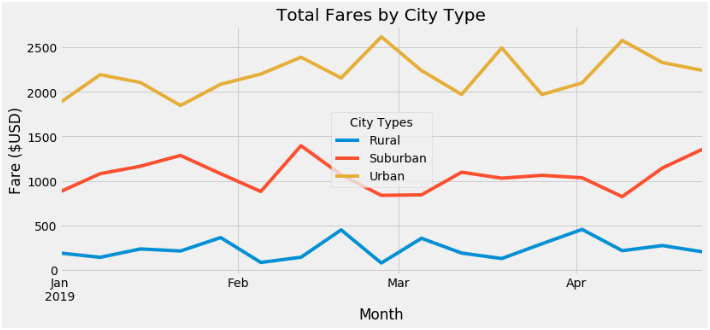 Total Fares by City Type
Fare ($USD)
2500
2000
1500
1000
500
0
City Types
Rural
Suburban
Urban
Jan
2019
Feb
Mar
Apr
Month